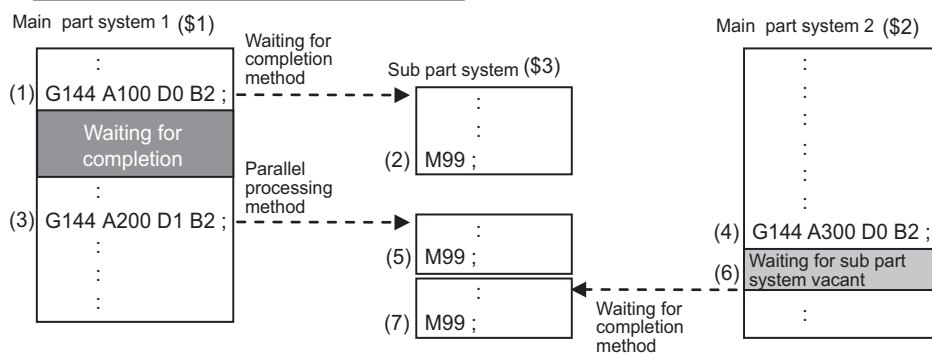 Main part system 1 ($1)
:
(1) G144 A100 D0 B2 ;
Waiting for
completion
:
(3) G144 A200 D1 B2 ;
:
:
:
Waiting for
completion
method
Parallel
processing
method
Sub part system ($3)
:
:
(2) M99 ;
:
(5) M99 ;
:
(7) M99 ;
Waiting for
completion
method
Main part system 2 ($2)
:
:
:
:
:
:
(4) G144 A300 D0 B2 ;
(6) Waiting for sub part
system vacant
: